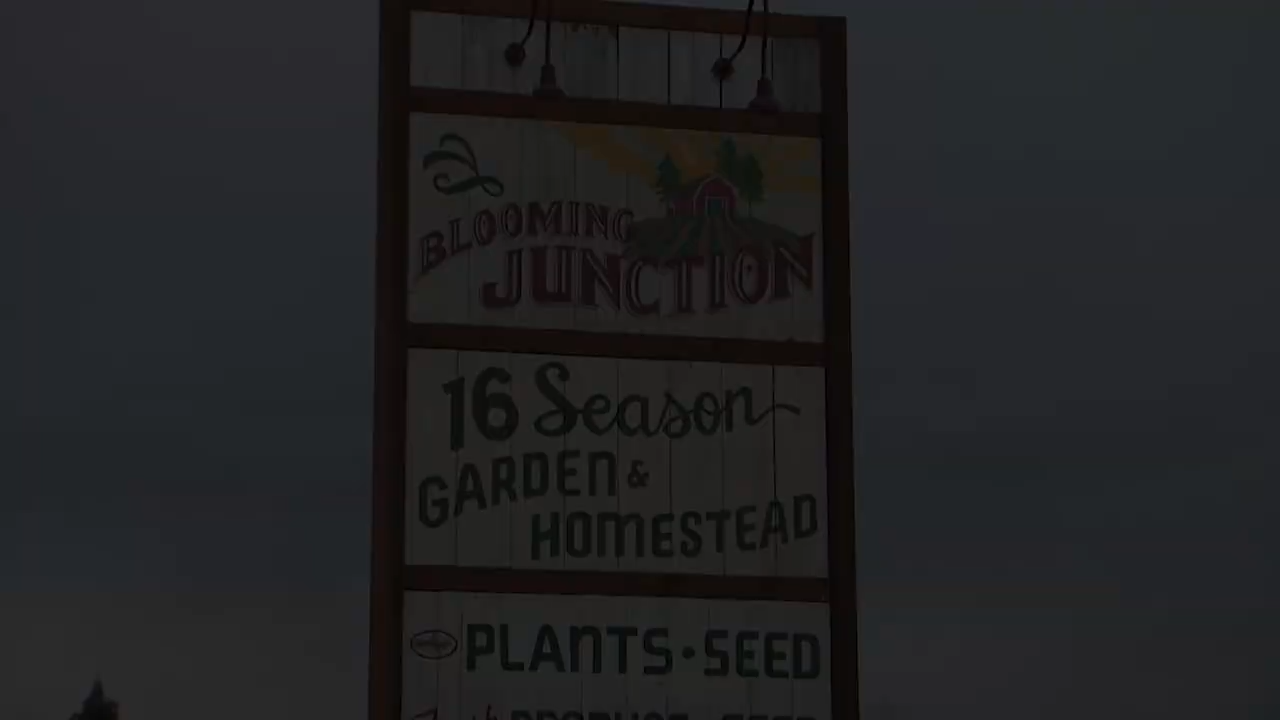 BLOOMING
JUNCTION
16 Season
GARDEN &
HOMESTEAD
PLANTS · SEED